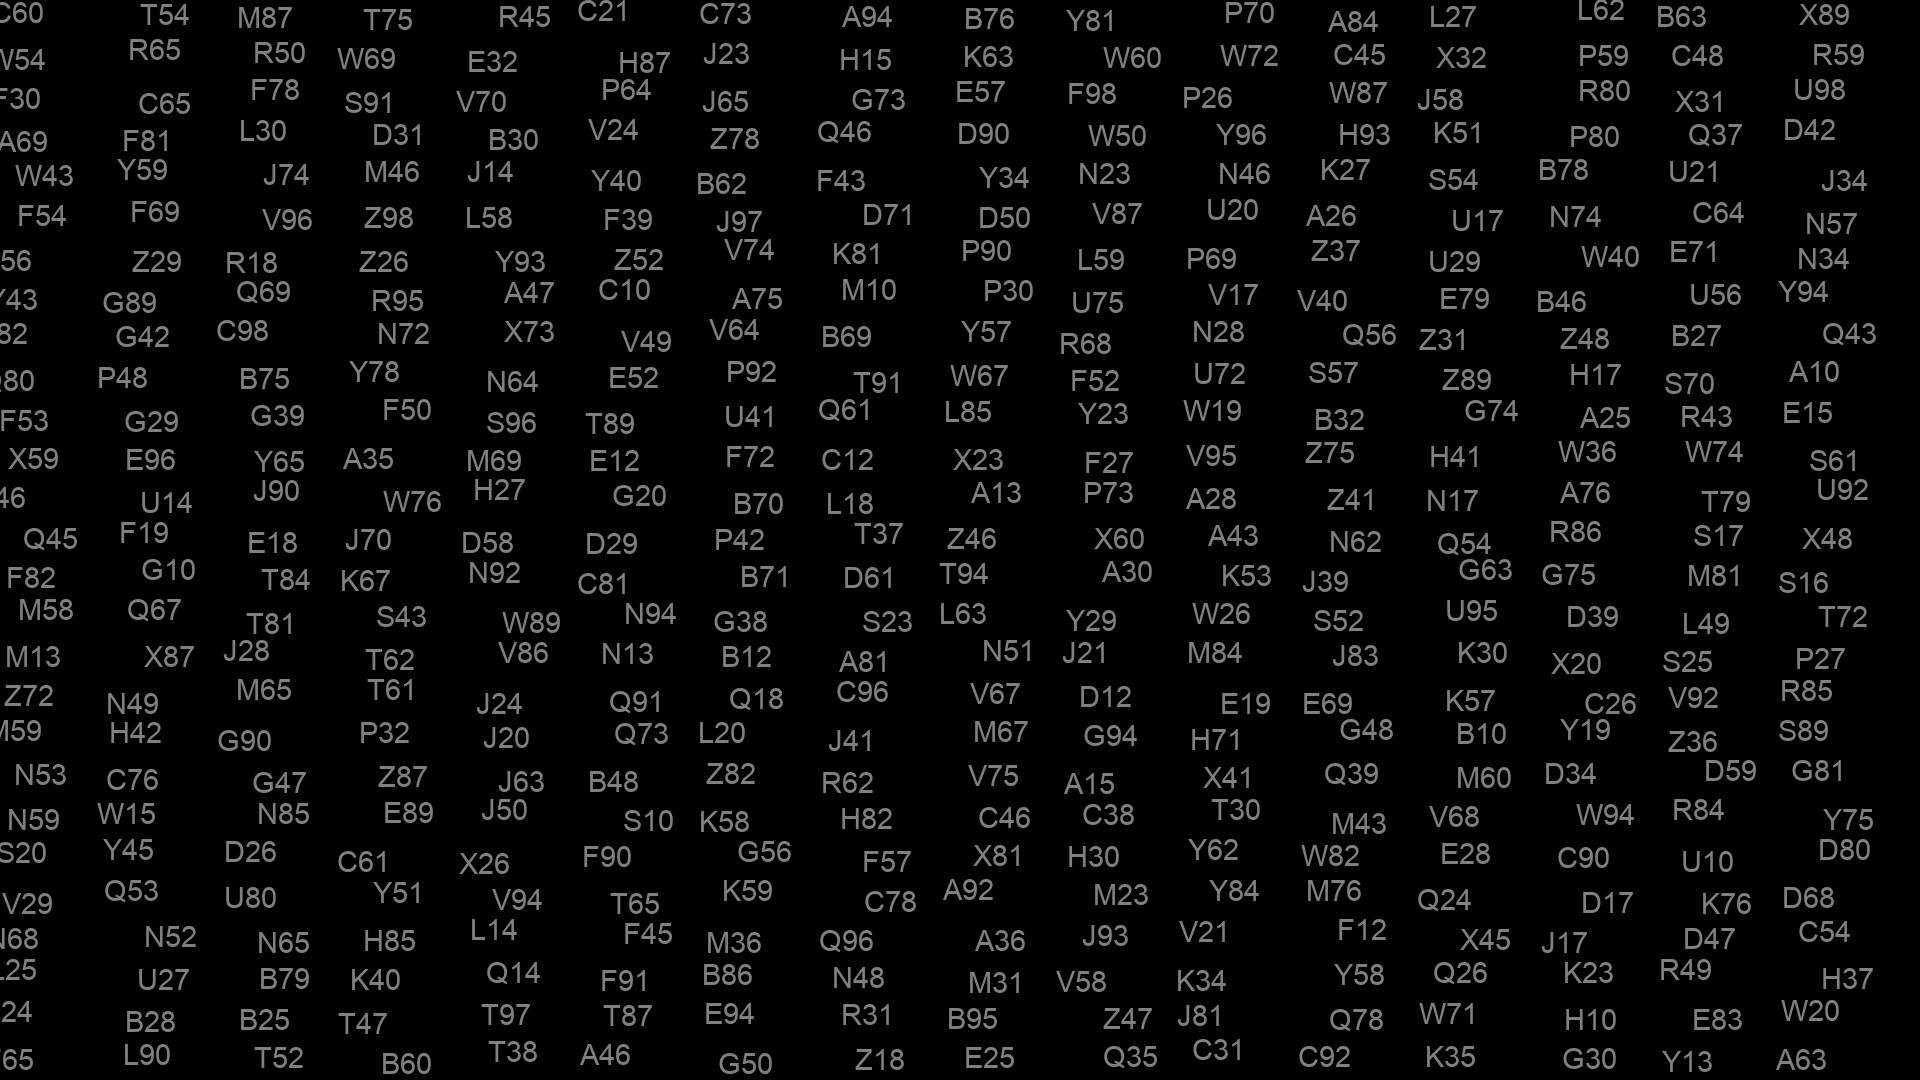 C60 T54 M87 T75 R45 C21 C73 A94 B76 Y81 P70 A84 L27 L62 B63 X89
W54 R65 R50 W69 E32 H87 J23 H15 K63 W60 W72 C45 X32 P59 C48 R59
F30 C65 F78 S91 V70 P64 J65 G73 E57 F98 P26 W87 J58 R80 X31 U98
A69 F81 L30 D31 B30 V24 Z78 Q46 D90 W50 Y96 H93 K51 P80 Q37 D42
W43 Y59 J74 M46 J14 Y40 B62 F43 Y34 N23 N46 K27 S54 B78 U21 J34
F54 F69 V96 Z98 L58 F39 J97 D71 D50 V87 U20 A26 U17 N74 C64 N57
56 Z29 R18 Z26 Y93 Z52 V74 K81 P90 L59 P69 Z37 U29 W40 E71 N34
Y43 G89 Q69 R95 A47 C10 A75 M10 P30 U75 V17 V40 E79 B46 U56 Y94
82 G42 C98 N72 X73 V49 V64 B69 Y57 R68 N28 Q56 Z31 Z48 B27 Q43
80 P48 B75 Y78 N64 E52 P92 T91 W67 F52 U72 S57 Z89 H17 S70 A10
F53 G29 G39 F50 S96 T89 U41 Q61 L85 Y23 W19 B32 G74 A25 R43 E15
X59 E96 Y65 A35 M69 E12 F72 C12 X23 F27 V95 Z75 H41 W36 W74 S61
46 U14 J90 W76 H27 G20 B70 L18 A13 P73 A28 Z41 N17 A76 T79 U92
Q45 F19 E18 J70 D58 D29 P42 T37 Z46 X60 A43 N62 Q54 R86 S17 X48
F82 G10 T84 K67 N92 C81 B71 D61 T94 A30 K53 J39 G63 G75 M81 S16
M58 Q67 T81 S43 W89 N94 G38 S23 L63 Y29 W26 S52 U95 D39 L49 T72
M13 X87 J28 T62 V86 N13 B12 A81 N51 J21 M84 J83 K30 X20 S25 P27
Z72 N49 M65 T61 J24 Q91 Q18 C96 V67 D12 E19 E69 K57 C26 V92 R85
M59 H42 G90 P32 J20 Q73 L20 J41 M67 G94 H71 G48 B10 Y19 Z36 S89
N53 C76 G47 Z87 J63 B48 Z82 R62 V75 A15 X41 Q39 M60 D34 D59 G81
N59 W15 N85 E89 J50 S10 K58 H82 C46 C38 T30 M43 V68 W94 R84 Y75
S20 Y45 D26 C61 X26 F90 G56 F57 X81 H30 Y62 W82 E28 C90 U10 D80
V29 Q53 U80 Y51 V94 T65 K59 C78 A92 M23 Y84 M76 Q24 D17 K76 D68
N68 N52 N65 H85 L14 F45 M36 Q96 A36 J93 V21 F12 X45 J17 D47 C54
L25 U27 B79 K40 Q14 F91 B86 N48 M31 V58 K34 Y58 Q26 K23 R49 H37
24 B28 B25 T47 T97 T87 E94 R31 B95 Z47 J81 Q78 W71 H10 E83 W20
65 L90 T52 B60 T38 A46 G50 Z18 E25 Q35 C31 C92 K35 G30 Y13 A63